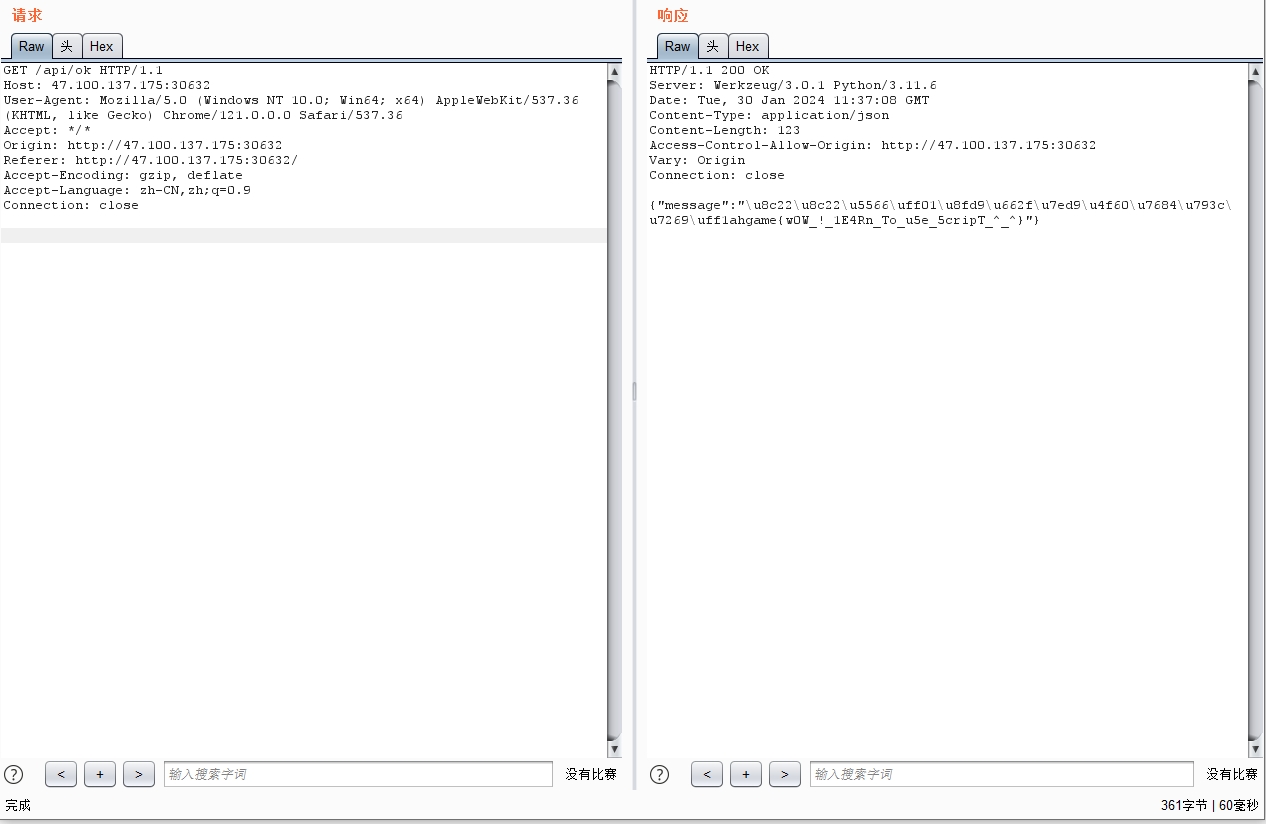 请求
Raw 头 Hex
GET /api/ok HTTP/1.1
Host: 47.100.137.175:30632
User-Agent: Mozilla/5.0 (Windows NT 10.0; Win64; x64) AppleWebKit/537.36
(KHTML, like Gecko) Chrome/121.0.0.0 Safari/537.36
Accept: */*
Origin: http://47.100.137.175:30632
Referer: http://47.100.137.175:30632/
Accept-Encoding: gzip, deflate
Accept-Language: zh-CN,zh;q=0.9
Connection: close
? < + > 输入搜索字词 没有比赛
响应
Raw 头 Hex
HTTP/1.1 200 OK
Server: Werkzeug/3.0.1 Python/3.11.6
Date: Tue, 30 Jan 2024 11:37:08 GMT
Content-Type: application/json
Content-Length: 123
Access-Control-Allow-Origin: http://47.100.137.175:30632
Vary: Origin
Connection: close
{"message":"\u8c22\u8c22\u5566\uff01\u8fd9\u662f\u7ed9\u4f60\u7684\u793c\
u7269\uff1ahgame{w0W_!_1E4Rn_To_u5e_5cripT_^_^}"}
? < + > 输入搜索字词 没有比赛
完成
361字节 | 60毫秒